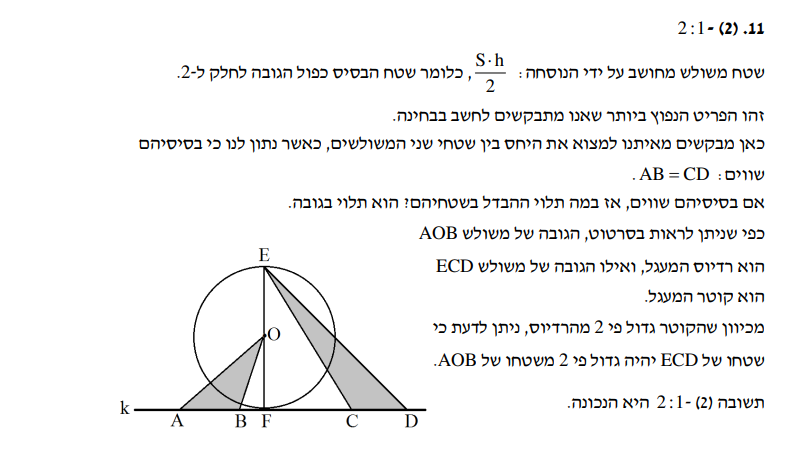 11. (2) - 2:1
שטח משולש מחושב על ידי הנוסחה: S·h/2, כלומר שטח הבסיס כפול הגובה לחלק ל-2.
זהו הפריט הנפוץ ביותר שאנו מתבקשים לחשב בבחינה.
כאן מבקשים מאיתנו למצוא את היחס בין שטחי שני המשולשים, כאשר נתון לנו כי בסיסיהם
שווים: AB = CD.
אם בסיסיהם שווים, אז במה תלוי ההבדל בשטחיהם? הוא תלוי בגובה.
כפי שניתן לראות בסרטוט, הגובה של משולש AOB
הוא רדיוס המעגל, ואילו הגובה של משולש ECD
הוא קוטר המעגל.
מכיוון שהקוטר גדול פי 2 מהרדיוס, ניתן לדעת כי
שטחו של ECD יהיה גדול פי 2 משטחו של AOB.
תשובה (2) - 2:1 היא הנכונה.
E
O
k
A B F C D